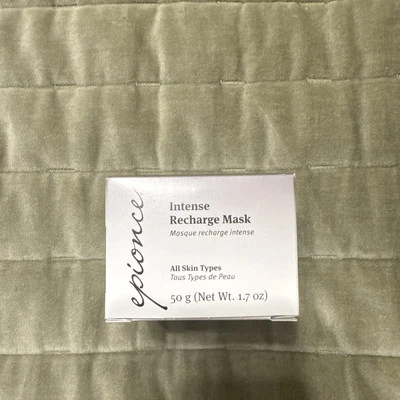 epionce
Intense
Recharge Mask
Masque recharge intense
All Skin Types
Tous Types de Peau
50 g (Net Wt. 1.7 oz)